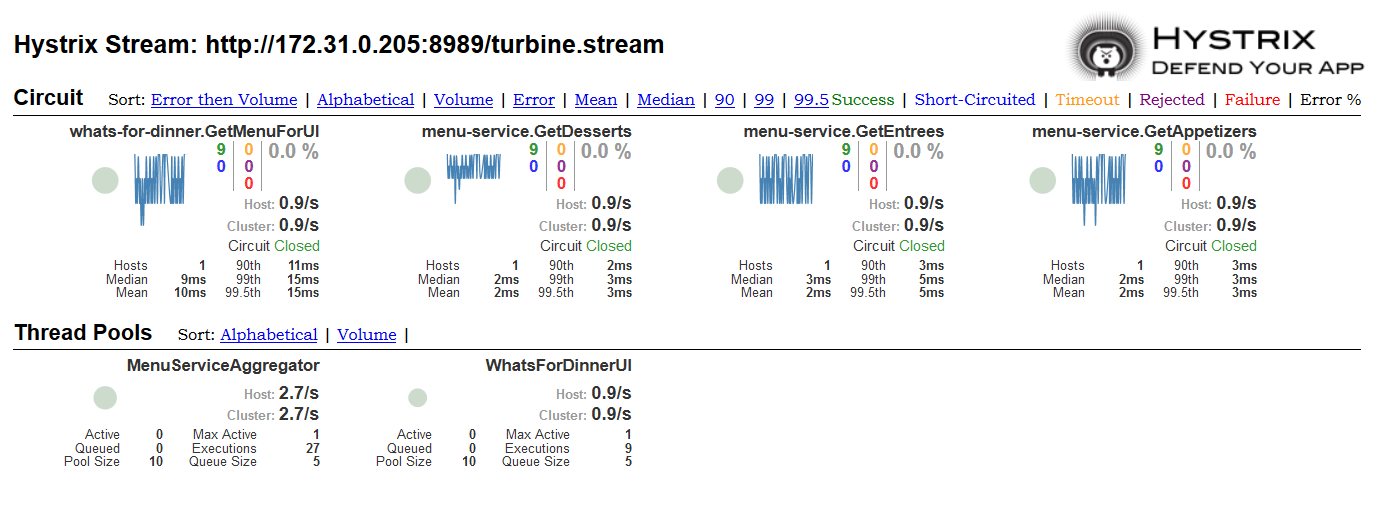 Hystrix Stream: http://172.31.0.205:8989/turbine.stream
HYSTRIX
DEFEND YOUR APP
Circuit Sort: Error then Volume | Alphabetical | Volume | Error | Mean | Median | 90 | 99 | 99.5 Success | Short-Circuited | Timeout | Rejected | Failure | Error %
whats-for-dinner.GetMenuForUI
9 0 0.0 %
0 0
0
Host: 0.9/s
Cluster: 0.9/s
Circuit Closed
Hosts 1 90th 11ms
Median 9ms 99th 15ms
Mean 10ms 99.5th 15ms
menu-service.GetDesserts
9 0 0.0 %
0 0
0
Host: 0.9/s
Cluster: 0.9/s
Circuit Closed
Hosts 1 90th 2ms
Median 2ms 99th 3ms
Mean 2ms 99.5th 3ms
menu-service.GetEntrees
9 0 0.0 %
0 0
0
Host: 0.9/s
Cluster: 0.9/s
Circuit Closed
Hosts 1 90th 3ms
Median 3ms 99th 5ms
Mean 2ms 99.5th 5ms
menu-service.GetAppetizers
9 0 0.0 %
0 0
0
Host: 0.9/s
Cluster: 0.9/s
Circuit Closed
Hosts 1 90th 3ms
Median 2ms 99th 3ms
Mean 2ms 99.5th 3ms
Thread Pools Sort: Alphabetical | Volume |
MenuServiceAggregator
Host: 2.7/s
Cluster: 2.7/s
Active 0 Max Active 1
Queued 0 Executions 27
Pool Size 10 Queue Size 5
WhatsForDinnerUI
Host: 0.9/s
Cluster: 0.9/s
Active 0 Max Active 1
Queued 0 Executions 9
Pool Size 10 Queue Size 5